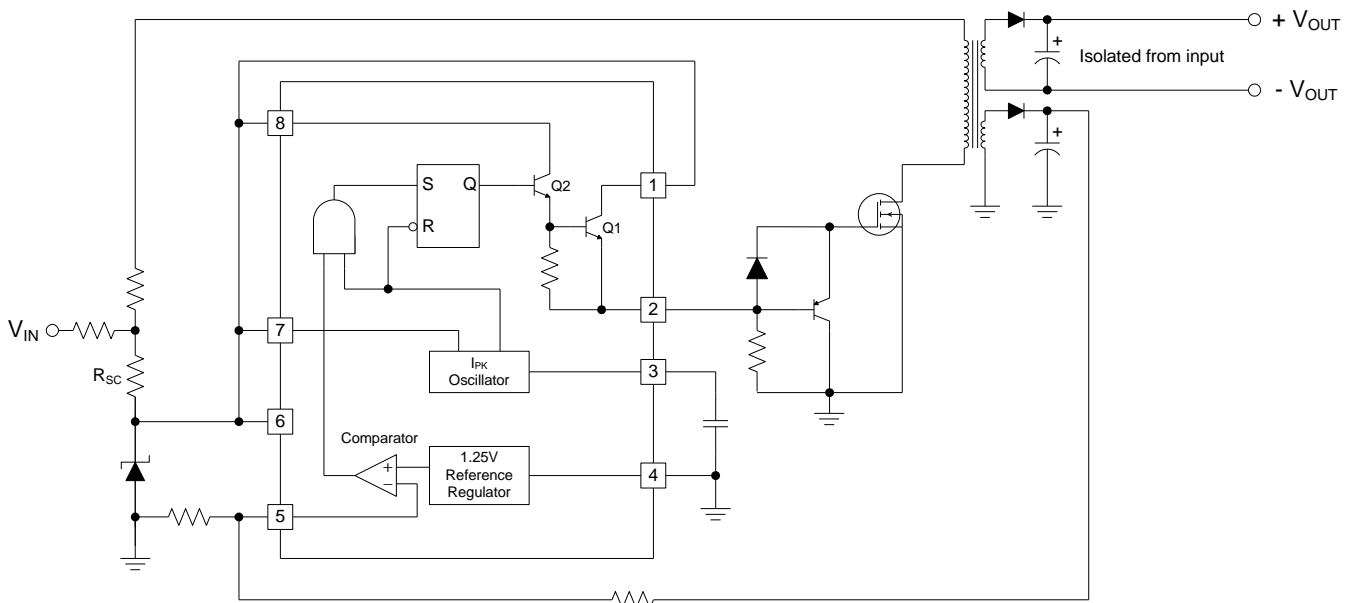 + VOUT
Isolated from input
- VOUT
8
S
Q
Q2
1
R
Q1
2
VIN
7
RSC
IPK
Oscillator
3
6
Comparator
+
-
1.25V
Reference
Regulator
4
5
+
+